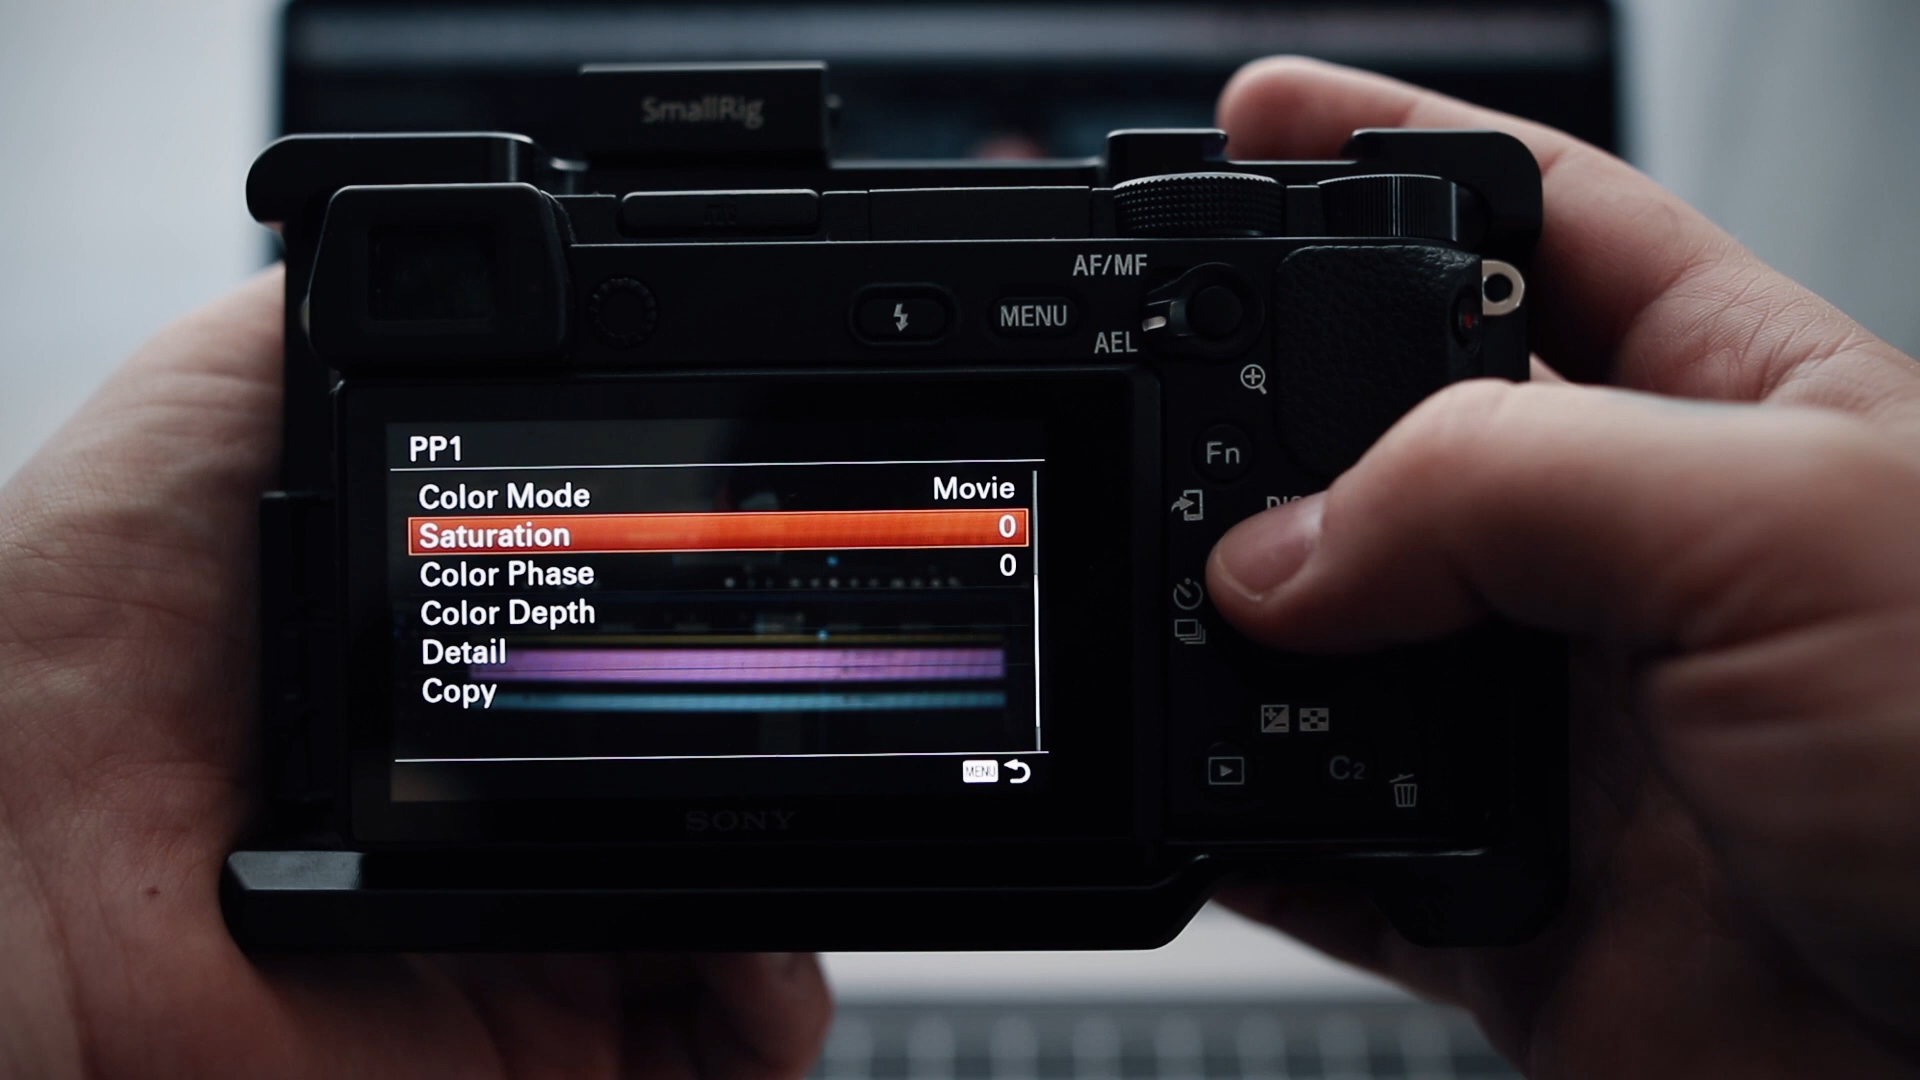 SmallRig
AF/MF
MENU
AEL
Fn
PP1
Color Mode Movie
Saturation 0
Color Phase 0
Color Depth
Detail
Copy
MENU
C2
SONY